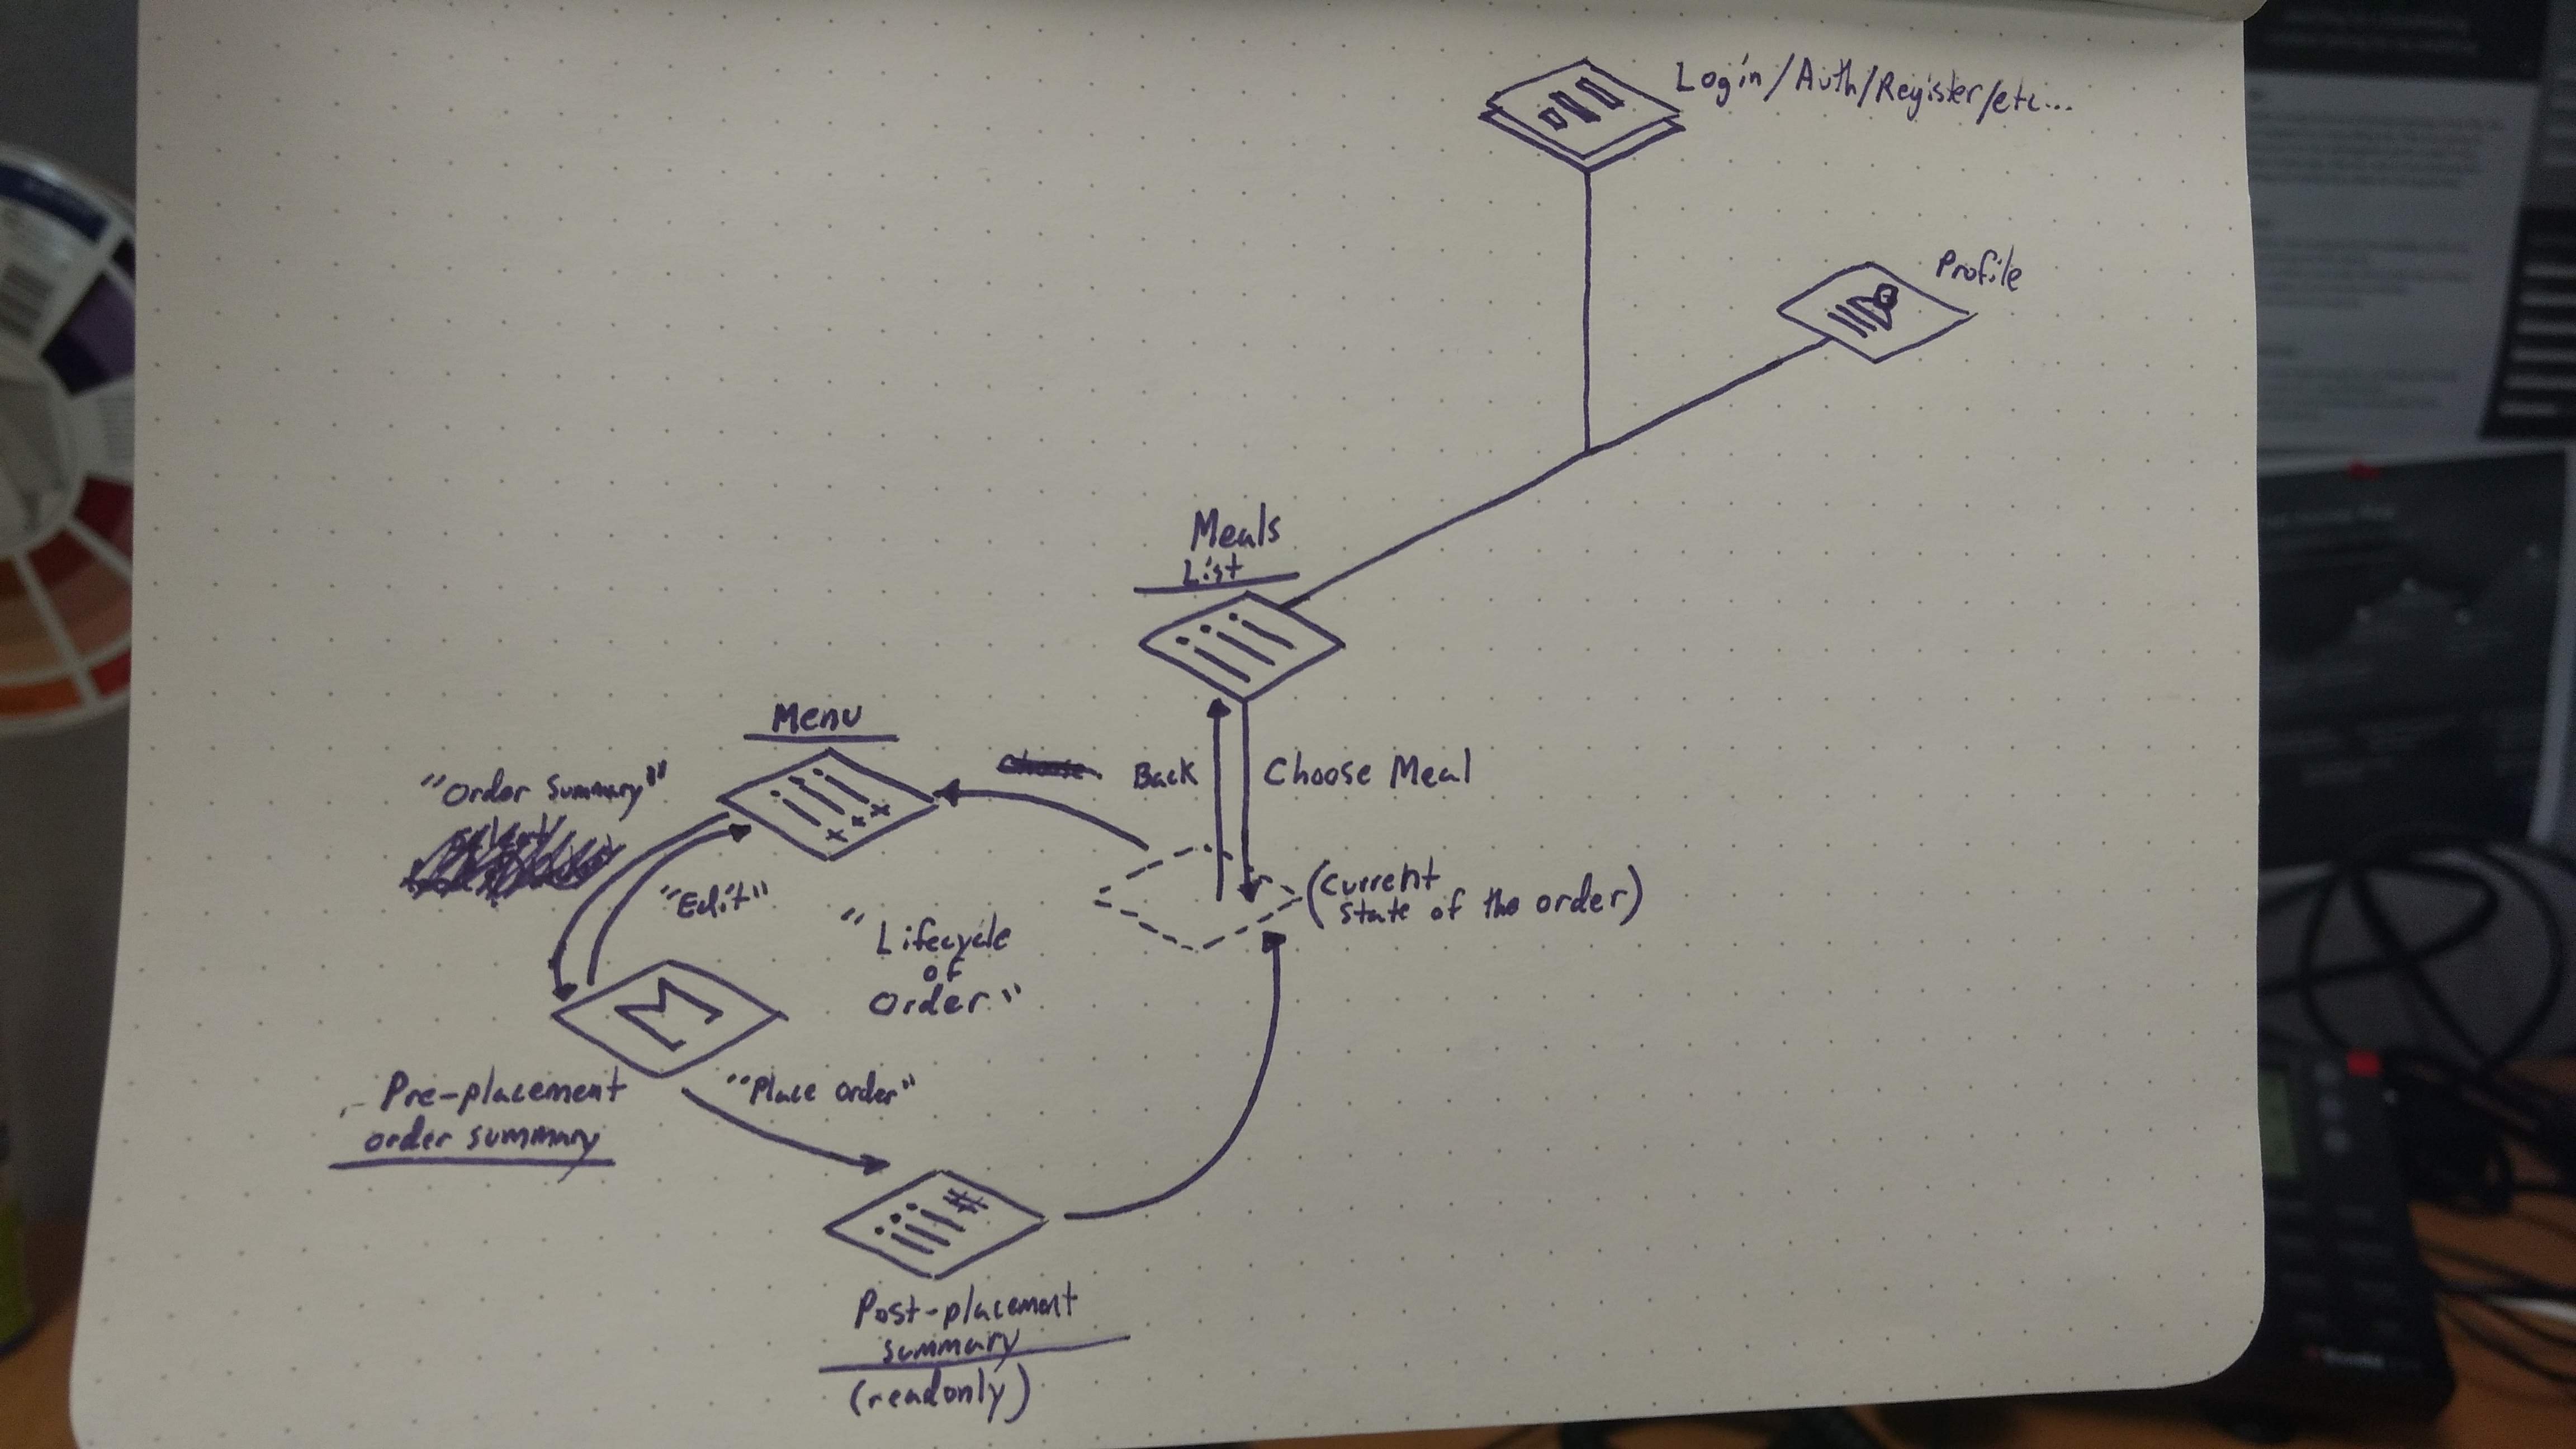 Login/Auth/Register/etc...
Profile
Meals
List
Menu
"Order Summary"
Back
Choose Meal
"Edit"
(current
state of the order)
"Lifecycle
of
Order"
Pre-placement
order summary
"Place order"
Post-placement
summary
(readonly)